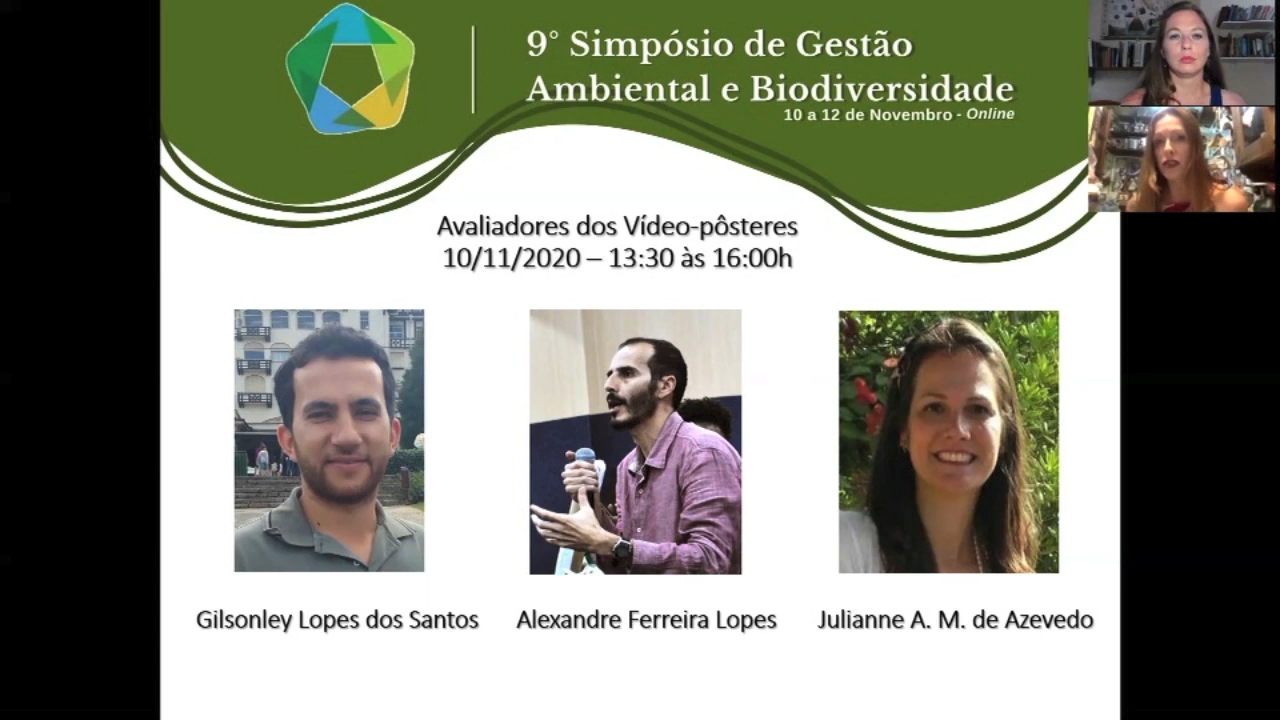 9° Simpósio de Gestão
Ambiental e Biodiversidade
10 a 12 de Novembro - Online
Avaliadores dos Vídeo-pôsteres
10/11/2020 – 13:30 às 16:00h
Gilsonley Lopes dos Santos
Alexandre Ferreira Lopes
Julianne A. M. de Azevedo